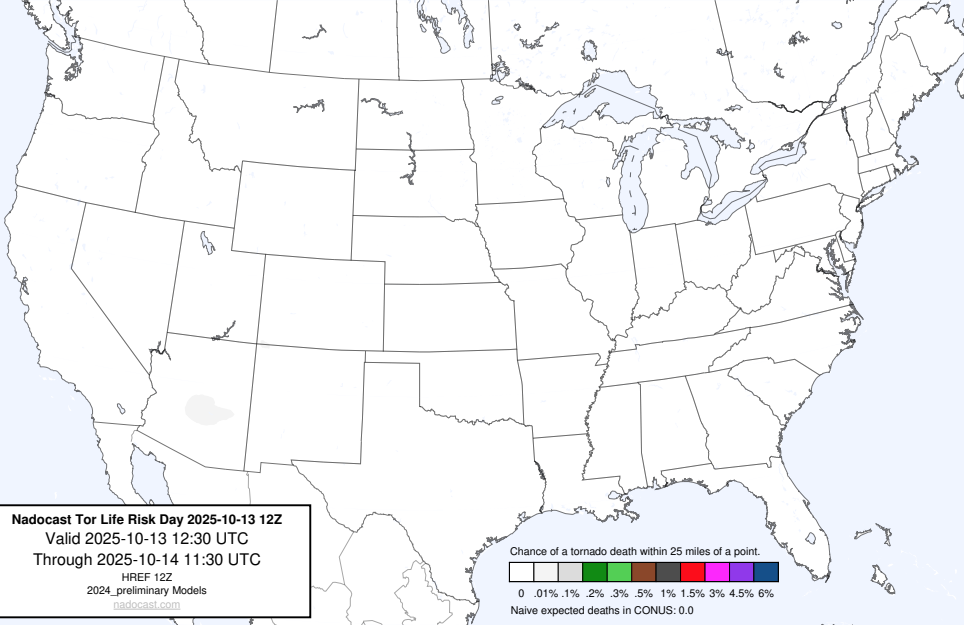 Nadocast Tor Life Risk Day 2025-10-13 12Z
Valid 2025-10-13 12:30 UTC
Through 2025-10-14 11:30 UTC
HREF 12Z
2024_preliminary Models
nadocast.com
Chance of a tornado death within 25 miles of a point.
0 .01% .1% .2% .3% .5% 1% 1.5% 3% 4.5% 6%
Naive expected deaths in CONUS: 0.0